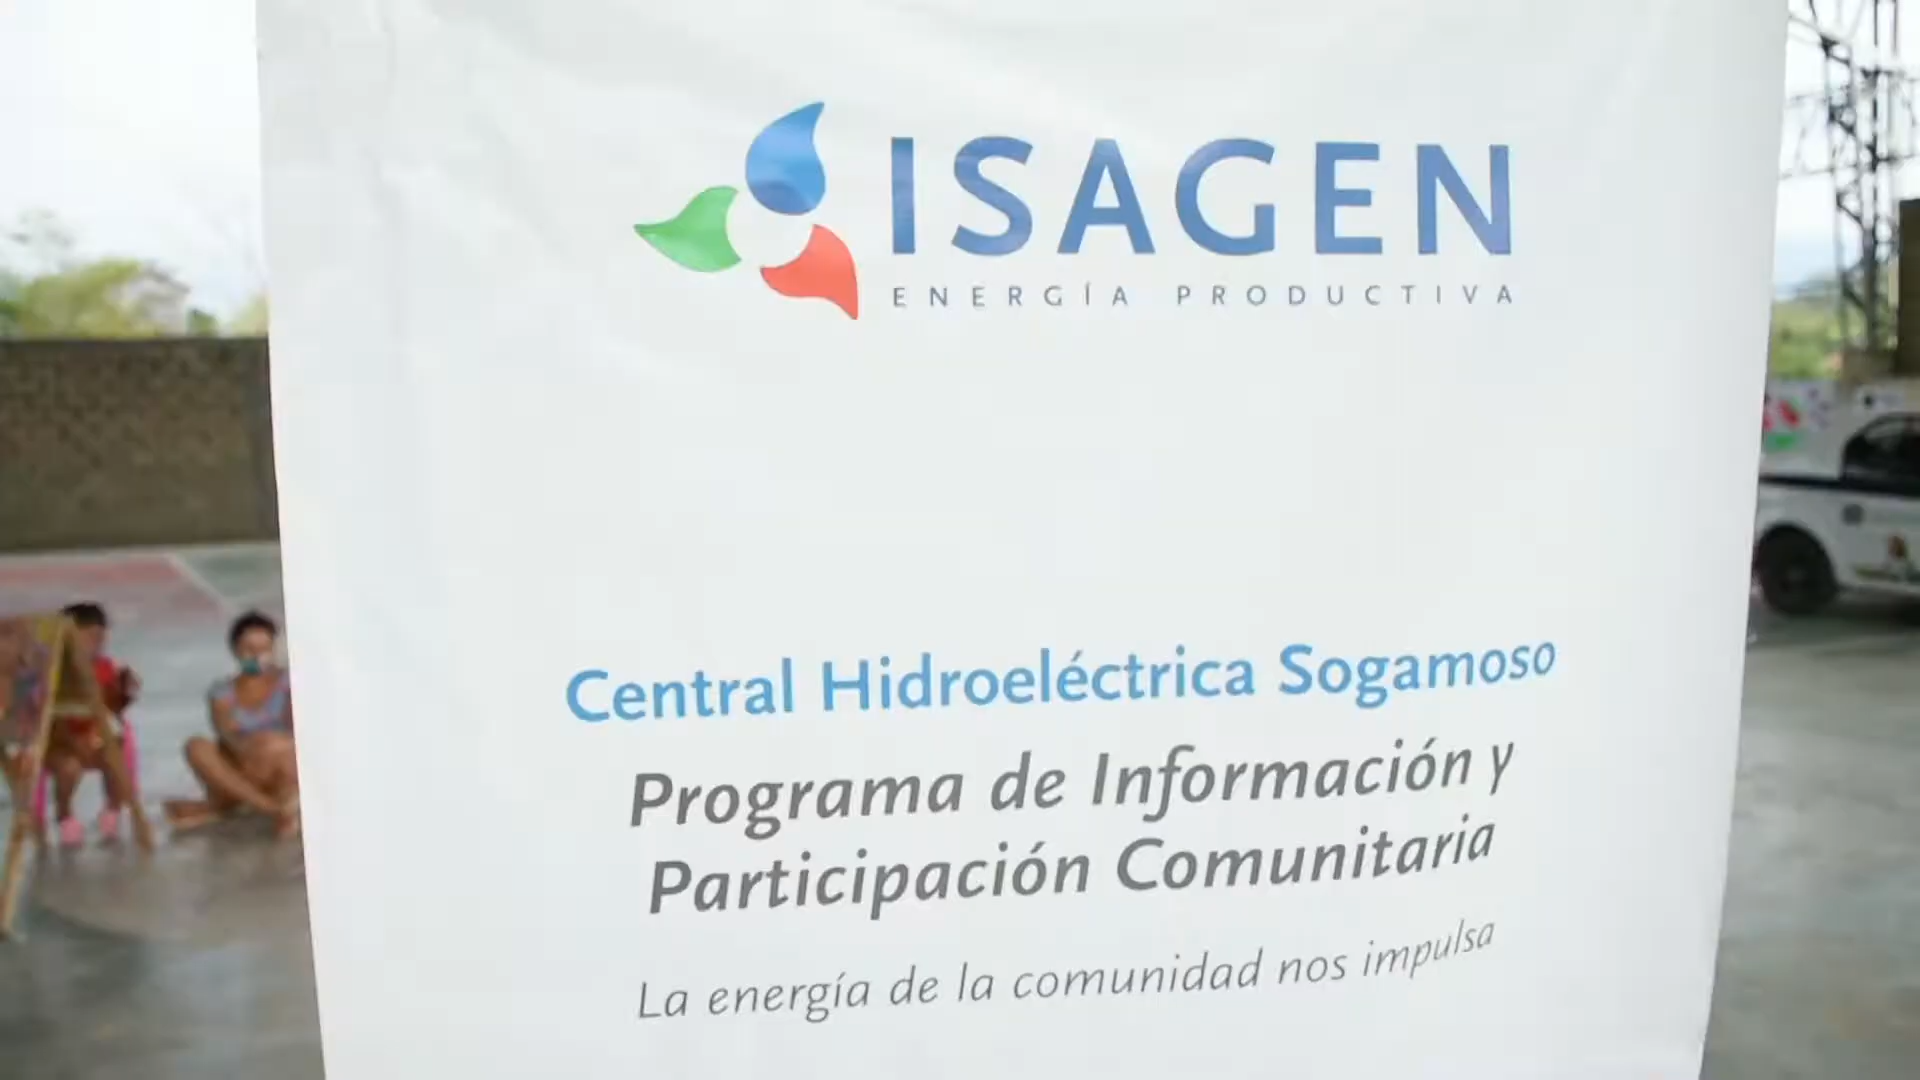 ISAGEN
ENERGÍA PRODUCTIVA
Central Hidroeléctrica Sogamoso
Programa de Información y
Participación Comunitaria
La energía de la comunidad nos impulsa